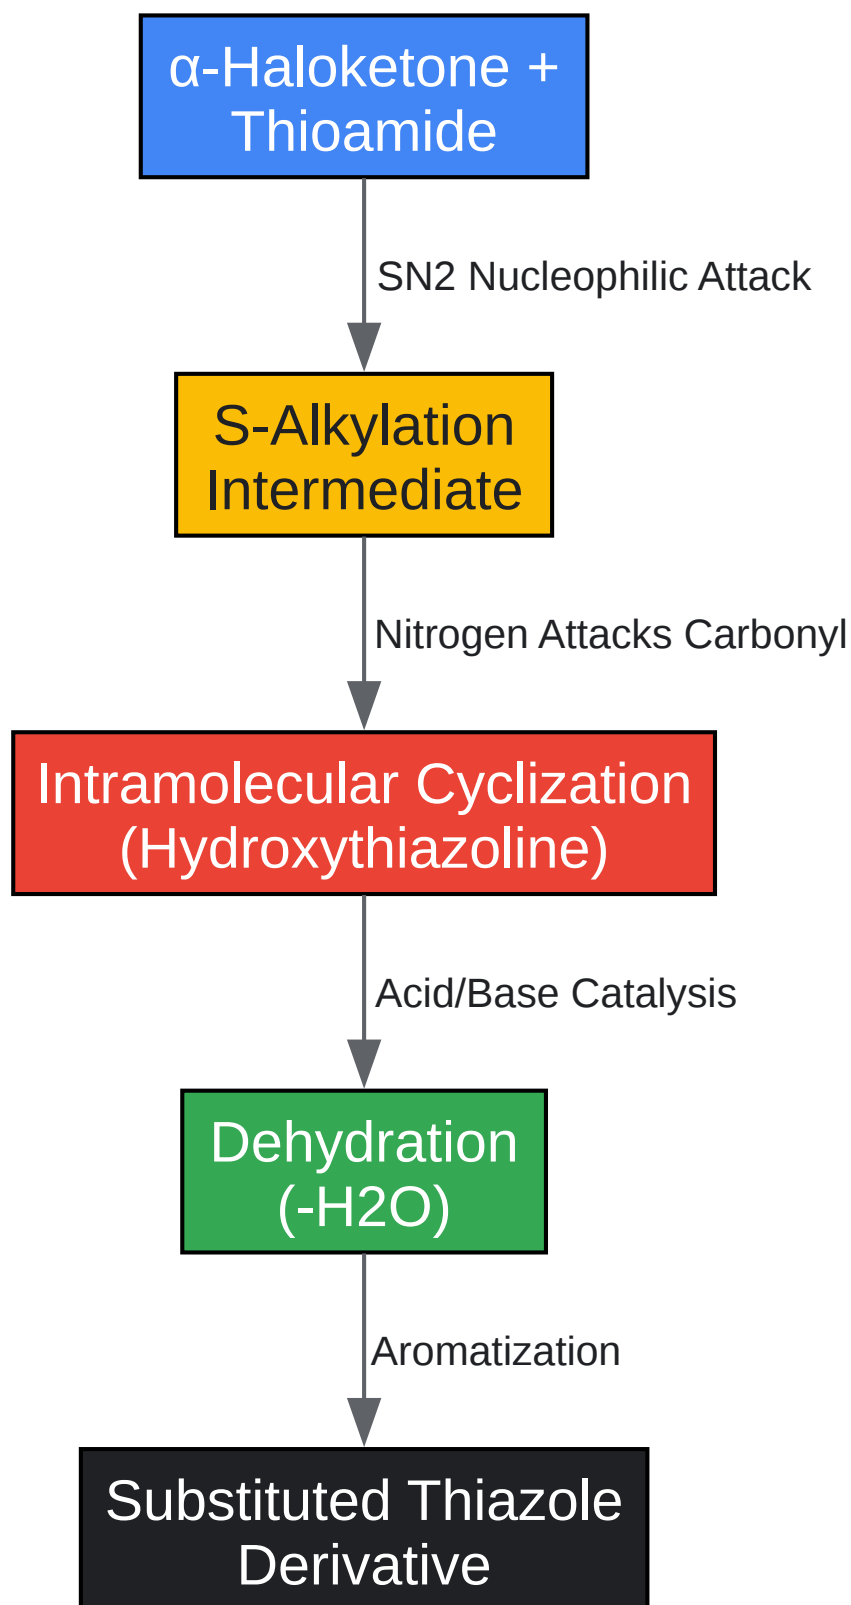 α-Haloketone +
Thioamide
SN2 Nucleophilic Attack
S-Alkylation
Intermediate
Nitrogen Attacks Carbonyl
Intramolecular Cyclization
(Hydroxythiazoline)
Acid/Base Catalysis
Dehydration
(-H2O)
Aromatization
Substituted Thiazole
Derivative